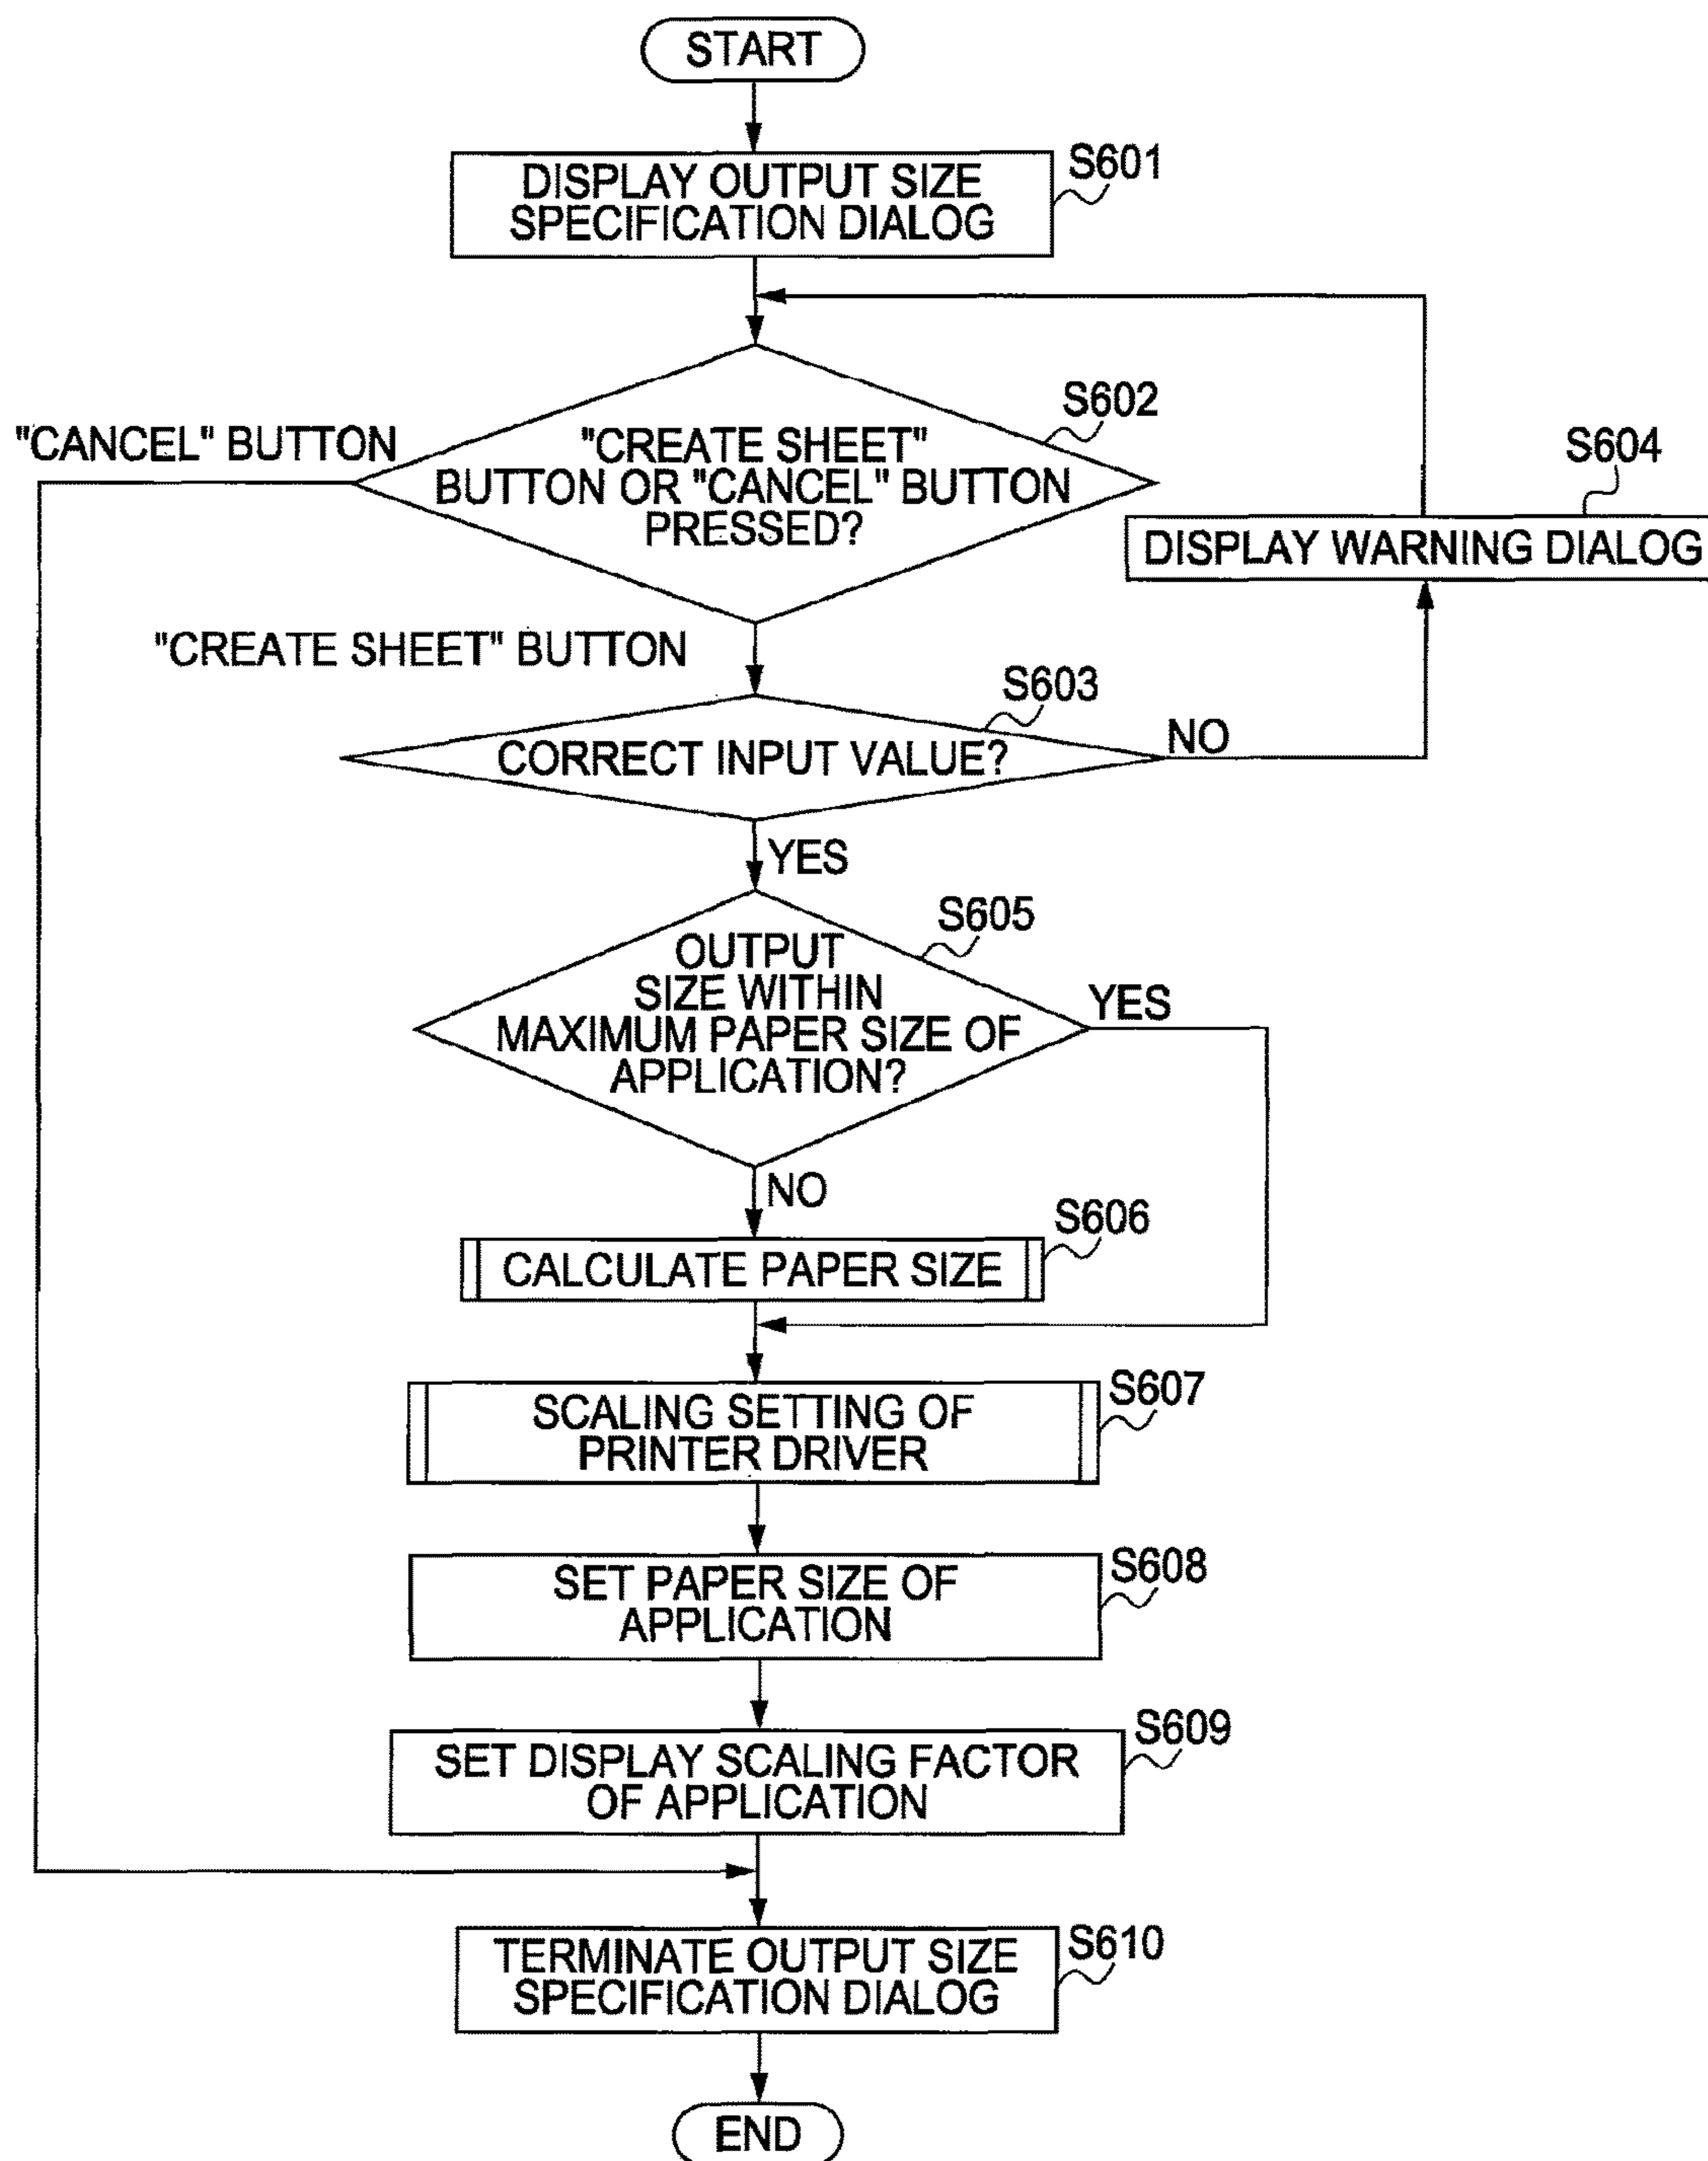 START
DISPLAY OUTPUT SIZE
SPECIFICATION DIALOG
S601
"CANCEL" BUTTON
"CREATE SHEET"
BUTTON OR "CANCEL" BUTTON
PRESSED?
S602
S604
DISPLAY WARNING DIALOG
"CREATE SHEET" BUTTON
S603
CORRECT INPUT VALUE?
NO
YES
S605
OUTPUT
SIZE WITHIN
MAXIMUM PAPER SIZE OF
APPLICATION?
YES
NO
S606
CALCULATE PAPER SIZE
S607
SCALING SETTING OF
PRINTER DRIVER
S608
SET PAPER SIZE OF
APPLICATION
S609
SET DISPLAY SCALING FACTOR
OF APPLICATION
S610
TERMINATE OUTPUT SIZE
SPECIFICATION DIALOG
END